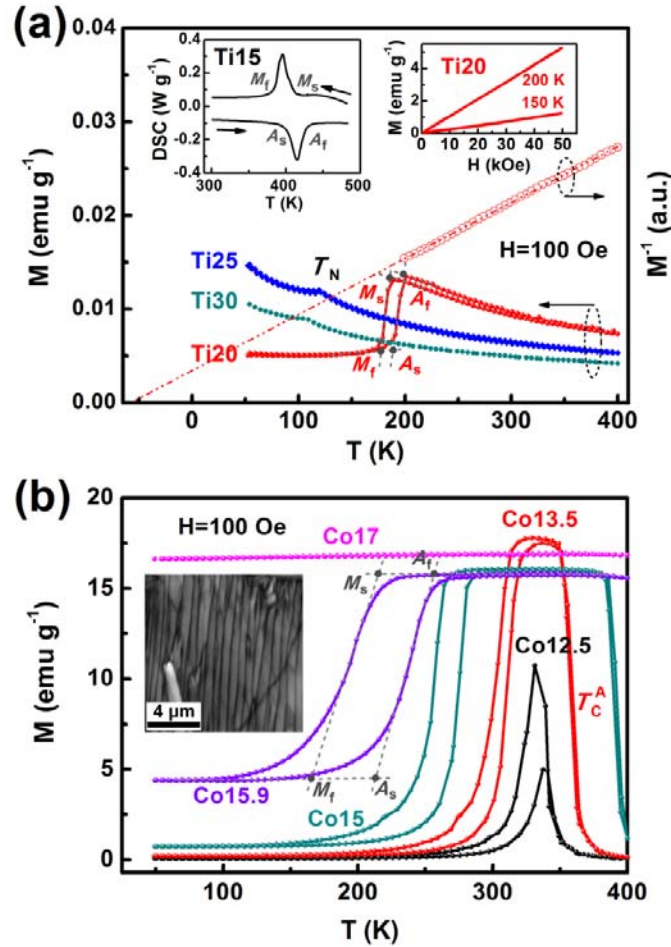 (a)
0.04
0.03
0.02
0.01
0.00
M (emu g⁻¹)
Ti15
0.4
0.2
0.0
-0.2
-0.4
DSC (W g⁻¹)
Mf
Ms
As
Af
300
400
500
T (K)
Ti20
6
4
2
0
M (emu g⁻¹)
200 K
150 K
0 10 20 30 40 50
H (kOe)
H=100 Oe
M⁻¹ (a.u.)
Ti25
TN
Ti30
Ms
Af
Ti20
Mf
As
0 100 200 300 400
T (K)
(b)
20
15
10
5
0
M (emu g⁻¹)
H=100 Oe
Co17
Co13.5
Ms
Af
Co12.5
4 µm
TCA
Mf
As
Co15.9
Co15
100 200 300 400
T (K)